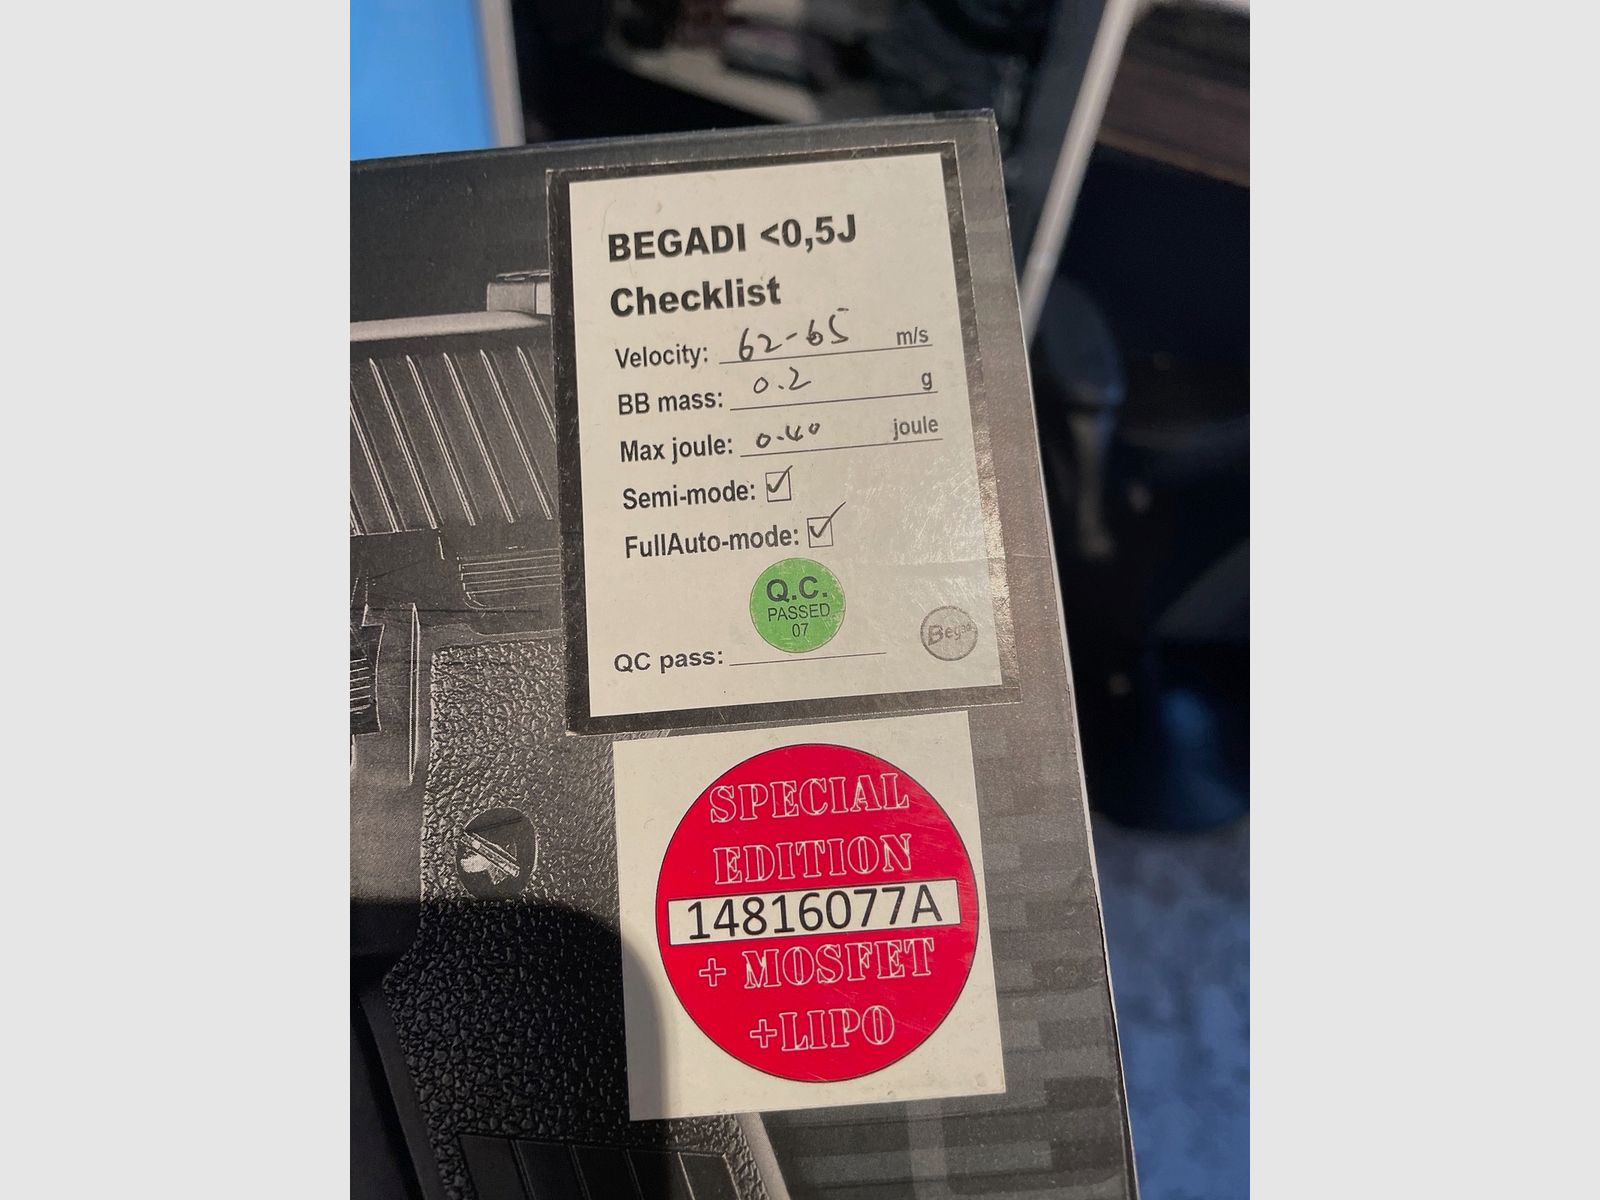 BEGADI <0,5J
Checklist
Velocity: 62-65 m/s
BB mass: 0.2 g
Max joule: 0.40 joule
Semi-mode: ☑
FullAuto-mode: ☑
Q.C.
PASSED
07
QC pass:
Begadi
SPECIAL
EDITION
14816077A
+ MOSFET
+LIPO